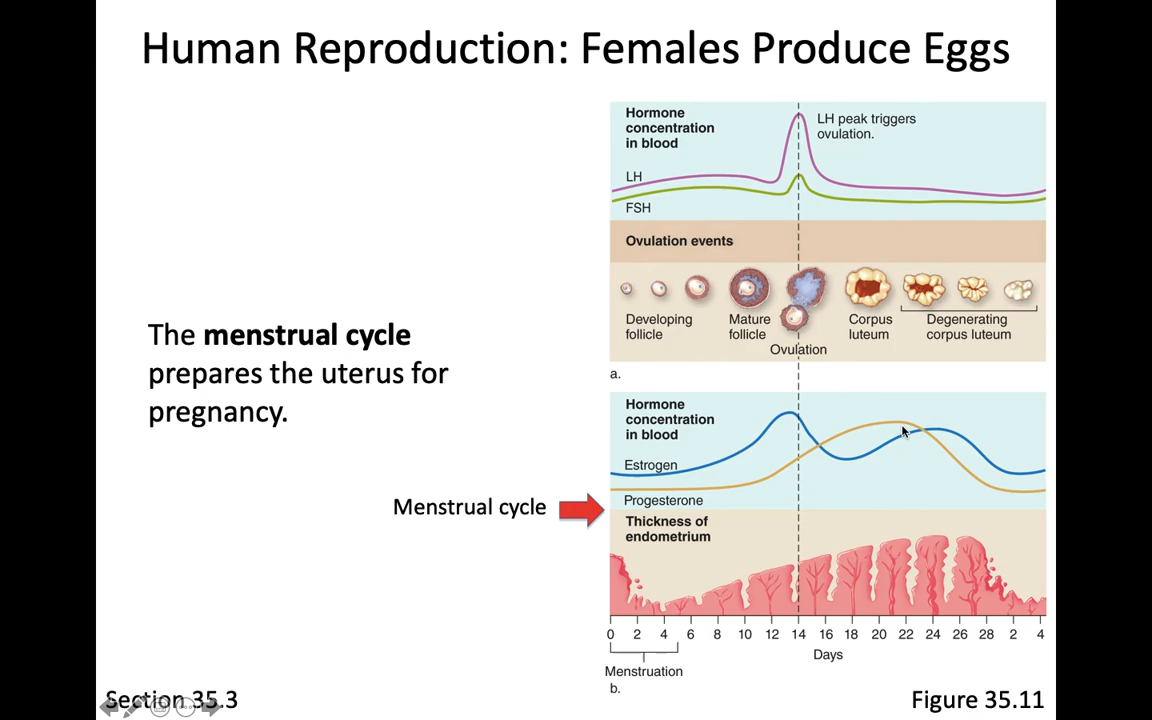 Human Reproduction: Females Produce Eggs
Hormone
concentration
in blood
LH peak triggers
ovulation.
LH
FSH
Ovulation events
Developing
follicle
Mature
follicle
Ovulation
Corpus
luteum
Degenerating
corpus luteum
a.
The menstrual cycle
prepares the uterus for
pregnancy.
Hormone
concentration
in blood
Estrogen
Progesterone
Menstrual cycle
Thickness of
endometrium
0 2 4 6 8 10 12 14 16 18 20 22 24 26 28 2 4
Days
Menstruation
b.
Section 35.3
Figure 35.11